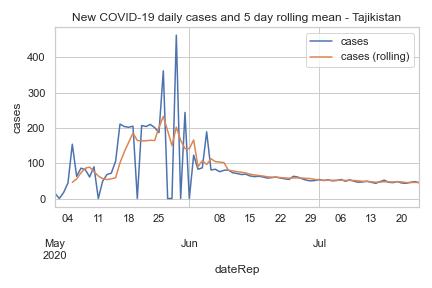 New COVID-19 daily cases and 5 day rolling mean - Tajikistan
cases
cases (rolling)
cases
400
300
200
100
0
04 11 18 25 08 15 22 29 06 13 20
May Jun Jul
2020
dateRep